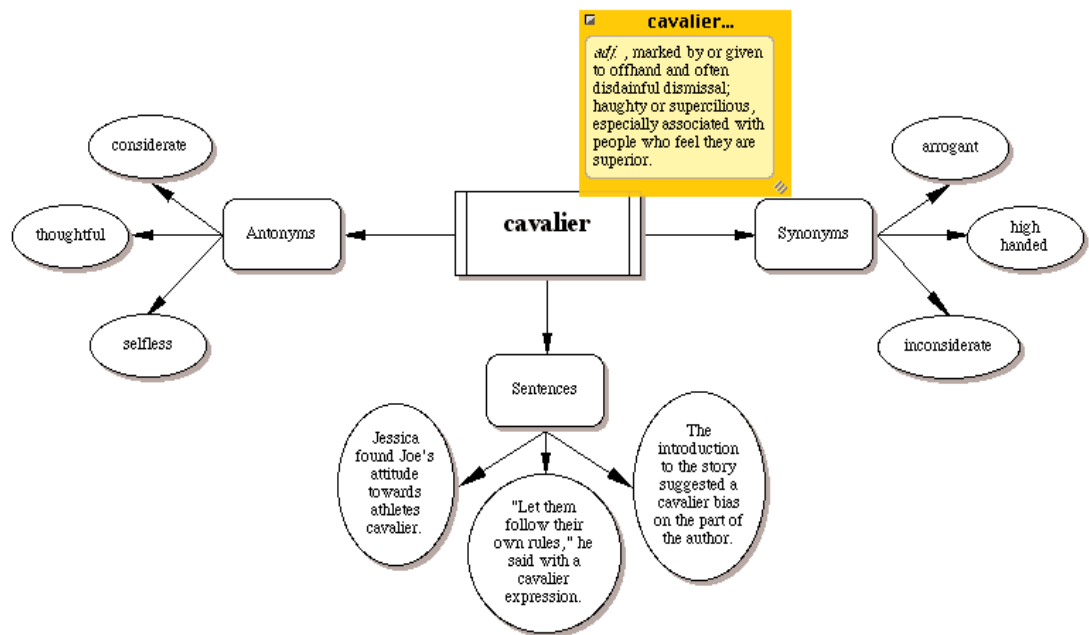 cavalier...
adj. , marked by or given
to offhand and often
disdainful dismissal;
haughty or supercilious,
especially associated with
people who feel they are
superior.
cavalier
Antonyms
considerate
thoughtful
selfless
Synonyms
arrogant
high
handed
inconsiderate
Sentences
Jessica
found Joe's
attitude
towards
athletes
cavalier.
"Let them
follow their
own rules," he
said with a
cavalier
expression.
The
introduction
to the story
suggested a
cavalier bias
on the part of
the author.